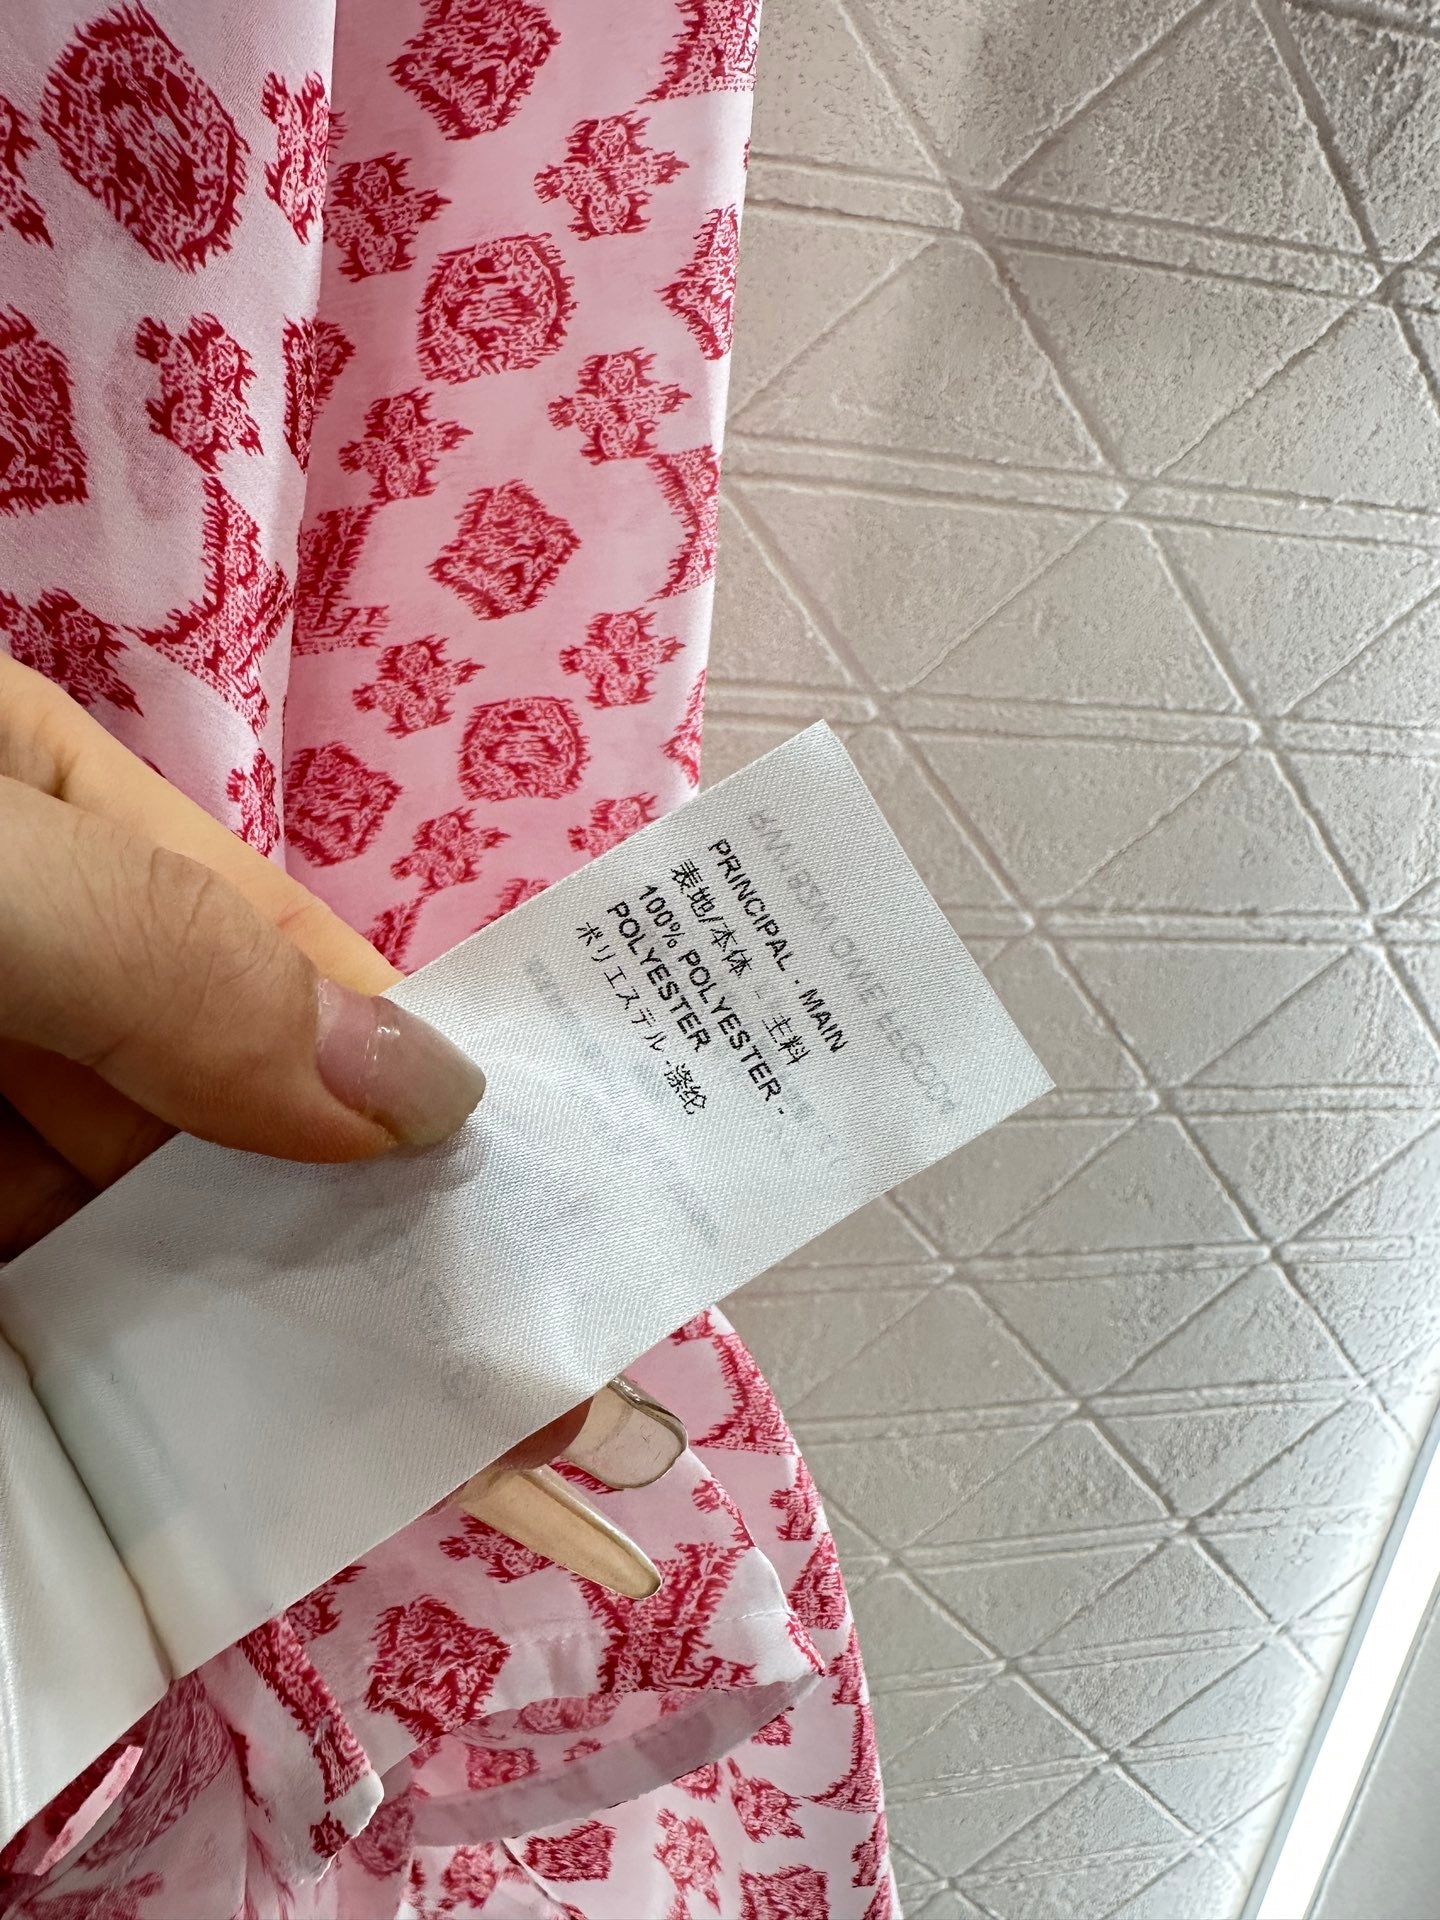 PRINCIPAL . MAIN
表地/本体 - 主料
100% POLYESTER -
POLYESTER
ポリエステル - 涤纶